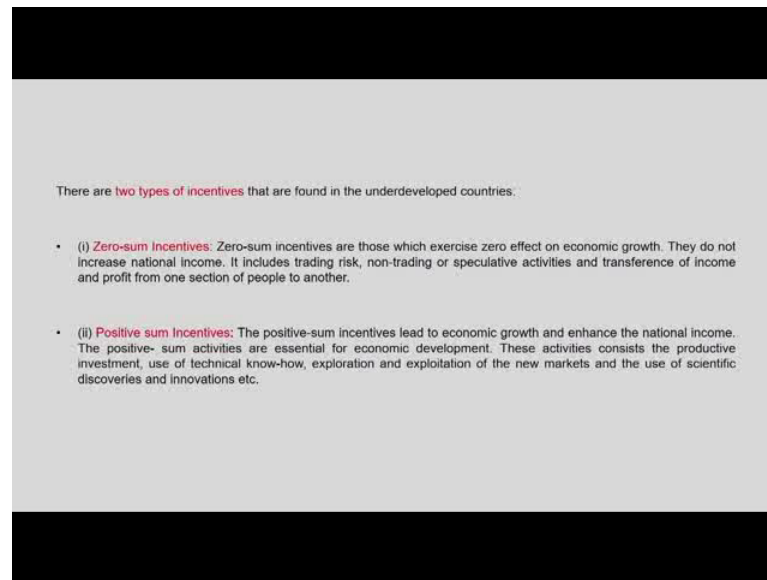 There are two types of incentives that are found in the underdeveloped countries:
• (i) Zero-sum Incentives: Zero-sum incentives are those which exercise zero effect on economic growth. They do not
increase national income. It includes trading risk, non-trading or speculative activities and transference of income
and profit from one section of people to another.
• (ii) Positive sum Incentives: The positive-sum incentives lead to economic growth and enhance the national income.
The positive- sum activities are essential for economic development. These activities consists the productive
investment, use of technical know-how, exploration and exploitation of the new markets and the use of scientific
discoveries and innovations etc.